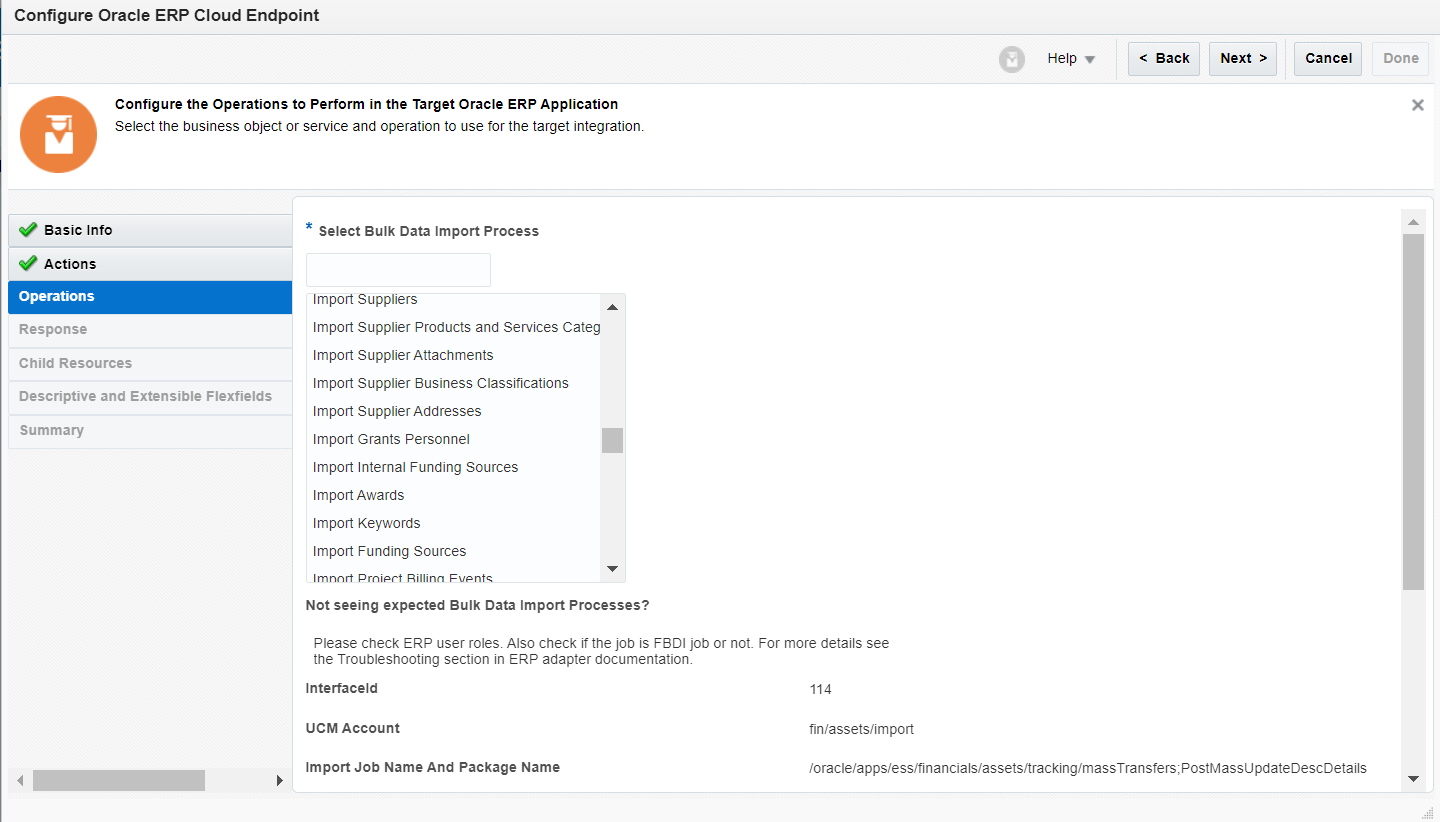 Configure Oracle ERP Cloud Endpoint
Help
< Back
Next >
Cancel
Done
Configure the Operations to Perform in the Target Oracle ERP Application
Select the business object or service and operation to use for the target integration.
Basic Info
Actions
Operations
Response
Child Resources
Descriptive and Extensible Flexfields
Summary
* Select Bulk Data Import Process
Import Suppliers
Import Supplier Products and Services Categ
Import Supplier Attachments
Import Supplier Business Classifications
Import Supplier Addresses
Import Grants Personnel
Import Internal Funding Sources
Import Awards
Import Keywords
Import Funding Sources
Import Project Billing Events
Not seeing expected Bulk Data Import Processes?
Please check ERP user roles. Also check if the job is FBDI job or not. For more details see
the Troubleshooting section in ERP adapter documentation.
InterfaceId 114
UCM Account fin/assets/import
Import Job Name And Package Name /oracle/apps/ess/financials/assets/tracking/massTransfers;PostMassUpdateDescDetails